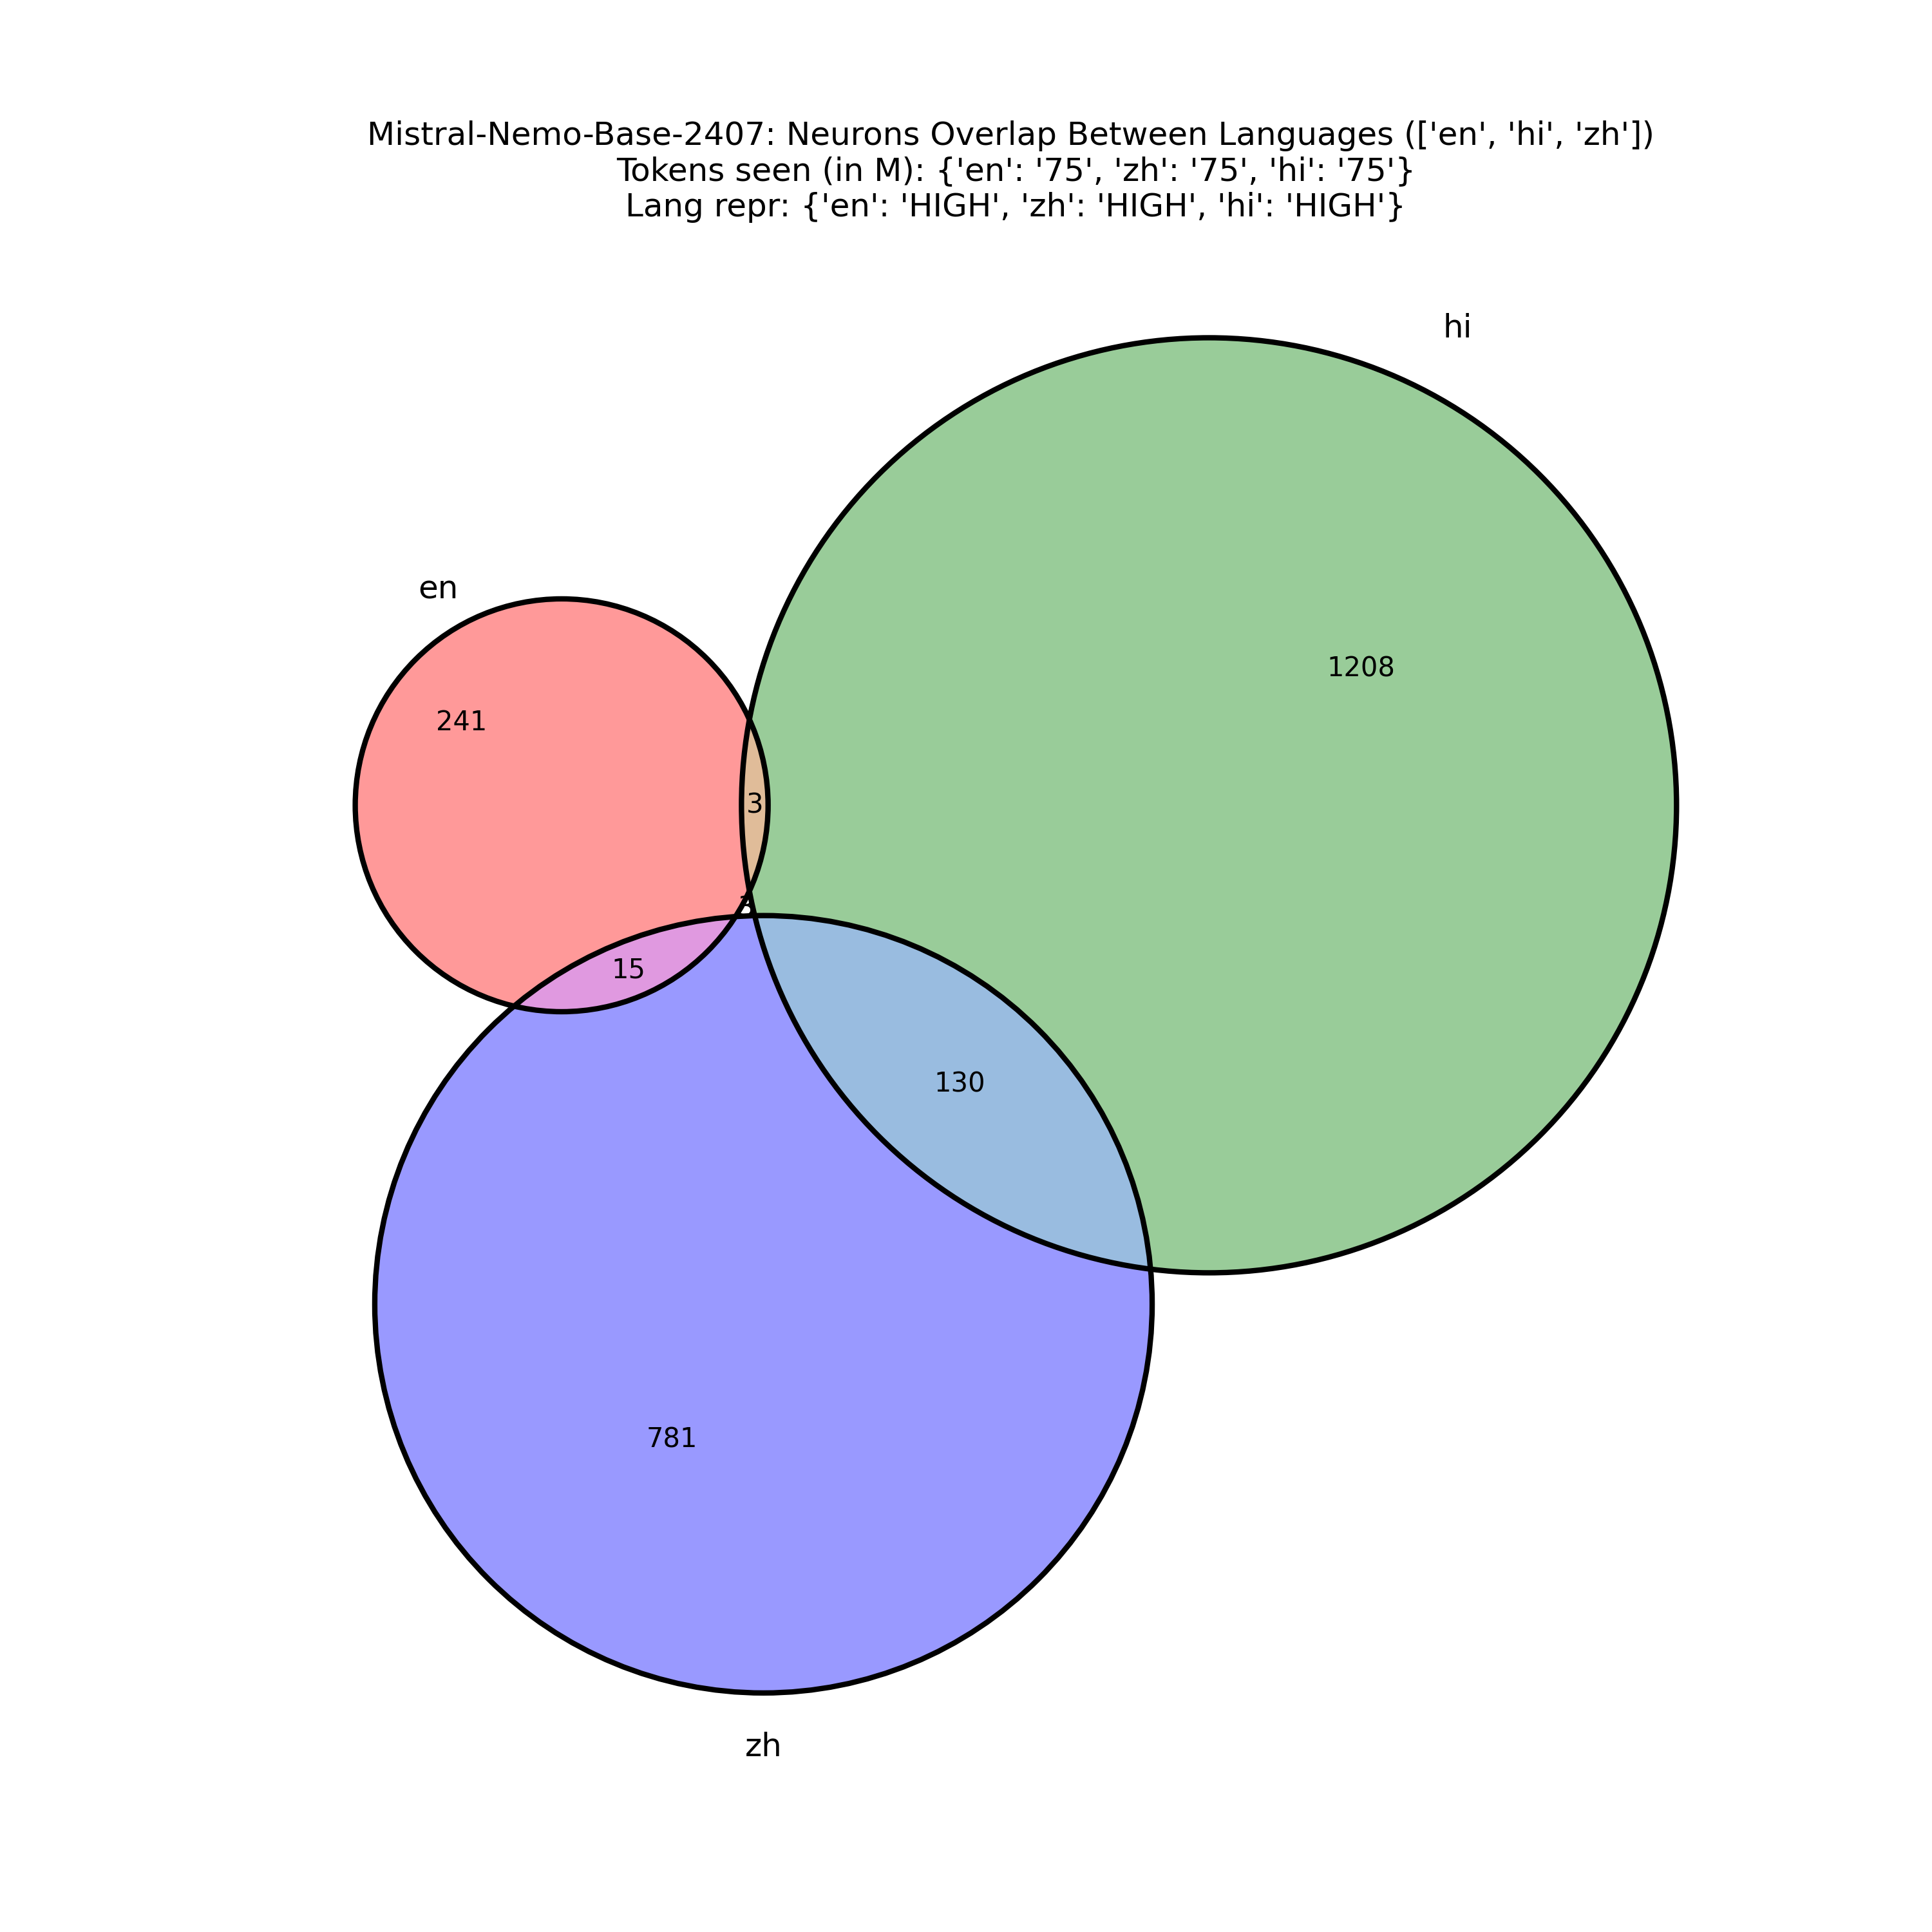 Mistral-Nemo-Base-2407: Neurons Overlap Between Languages (['en', 'hi', 'zh'])
Tokens seen (in M): {'en': '75', 'zh': '75', 'hi': '75'}
Lang repr: {'en': 'HIGH', 'zh': 'HIGH', 'hi': 'HIGH'}
hi
en
1208
241
3
15
130
781
zh